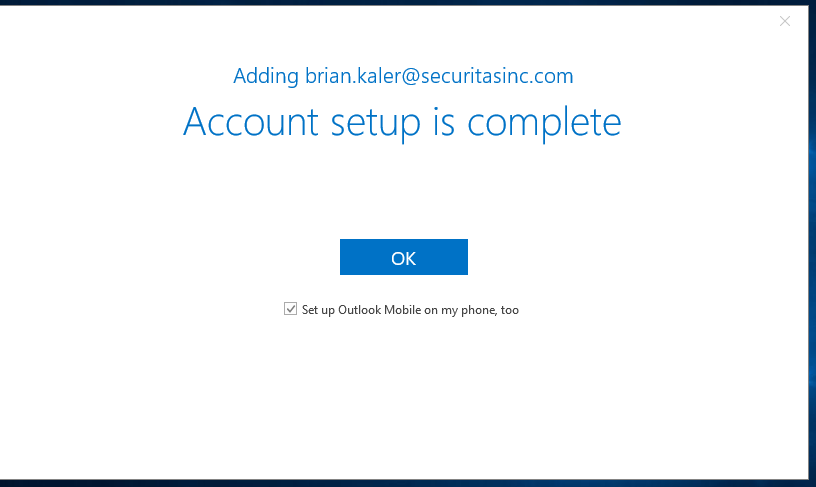 Adding brian.kaler@securitasinc.com
Account setup is complete
OK
Set up Outlook Mobile on my phone, too